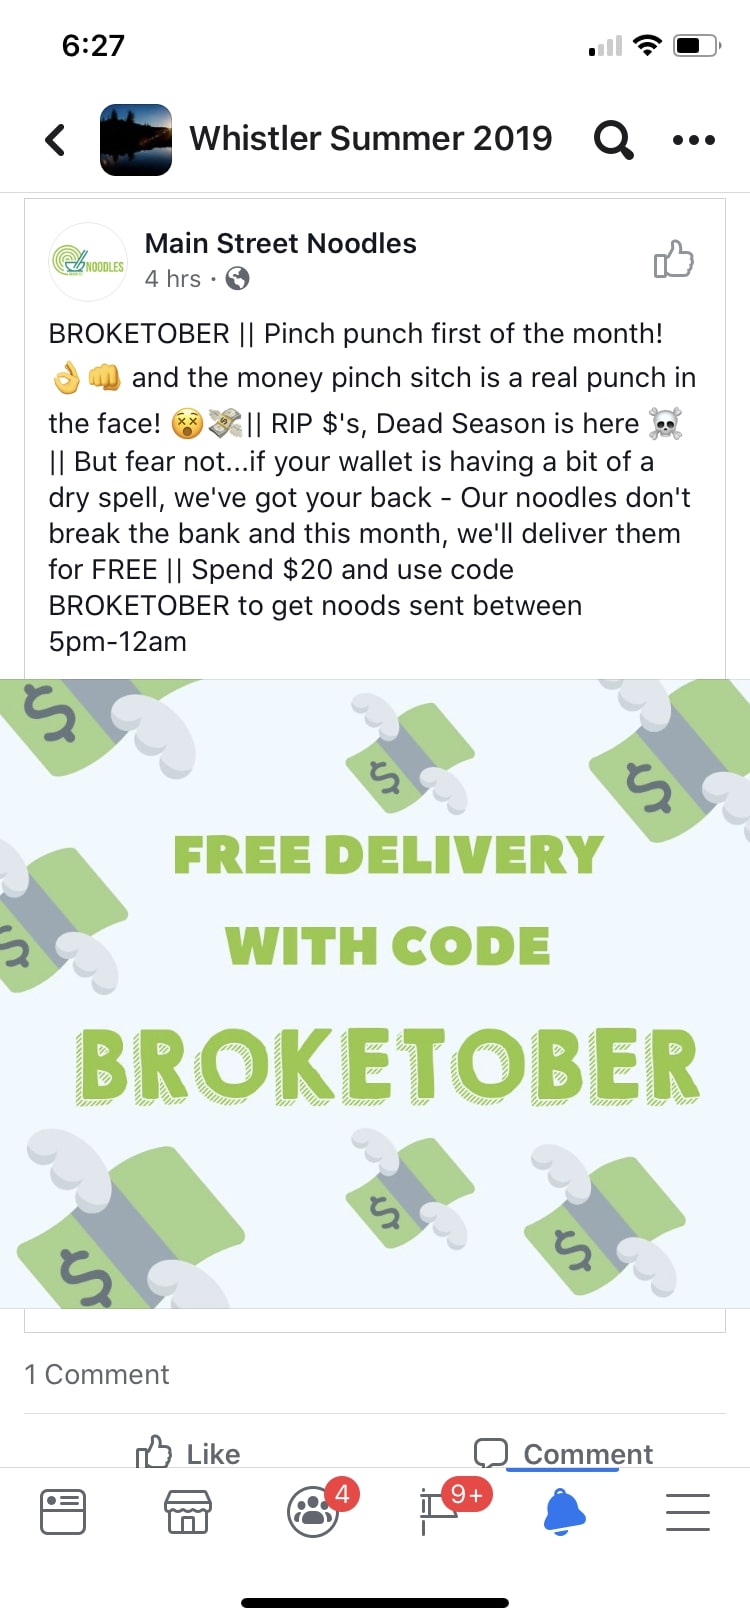 6:27
Whistler Summer 2019
NOODLES
Main Street Noodles
4 hrs ·
BROKETOBER || Pinch punch first of the month!
👌👊 and the money pinch sitch is a real punch in
the face! 😵💸|| RIP $'s, Dead Season is here ☠️
|| But fear not...if your wallet is having a bit of a
dry spell, we've got your back - Our noodles don't
break the bank and this month, we'll deliver them
for FREE || Spend $20 and use code
BROKETOBER to get noods sent between
5pm-12am
$
$
$
FREE DELIVERY
$
WITH CODE
BROKETOBER
$
$
$
1 Comment
Like
Comment
4
9+